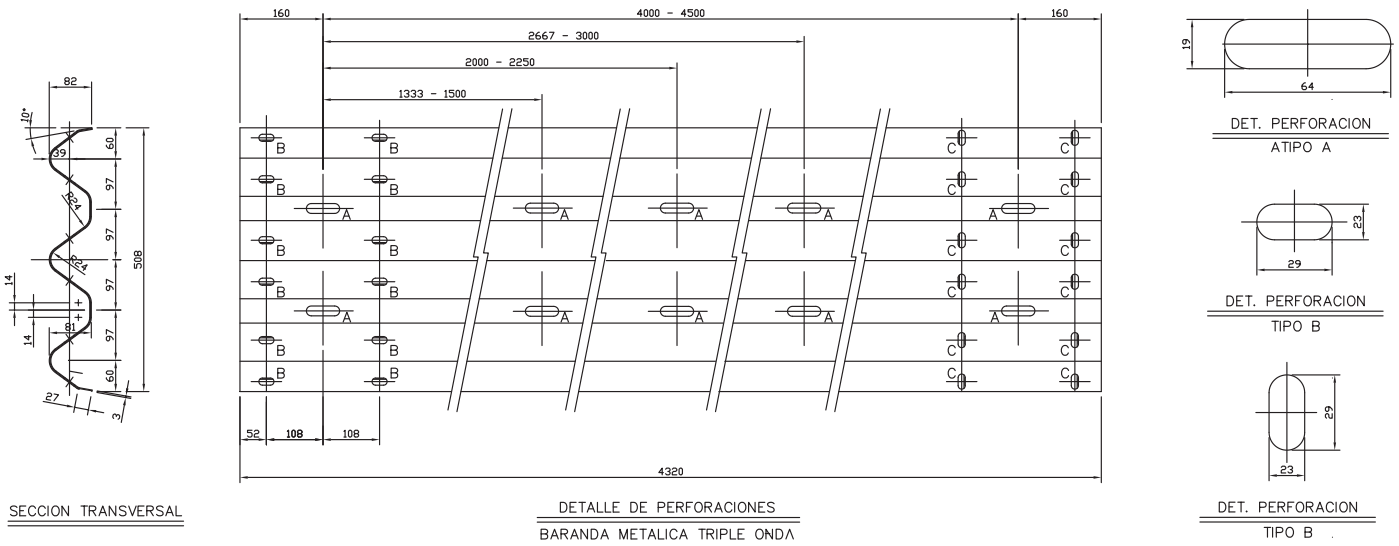 82
10°
39
R24
R24
14
14
81
27
3
60
97
97
97
97
60
508
SECCION TRANSVERSAL
160
4000 - 4500
160
2667 - 3000
2000 - 2250
1333 - 1500
B B C C
B B C C
A A A A A
B B C C
B B C C
A A A A A
B B C C
B B C C
52 108 108
4320
DETALLE DE PERFORACIONES
BARANDA METALICA TRIPLE ONDA
19
64
DET. PERFORACION
ATIPO A
23
29
DET. PERFORACION
TIPO B
29
23
DET. PERFORACION
TIPO B